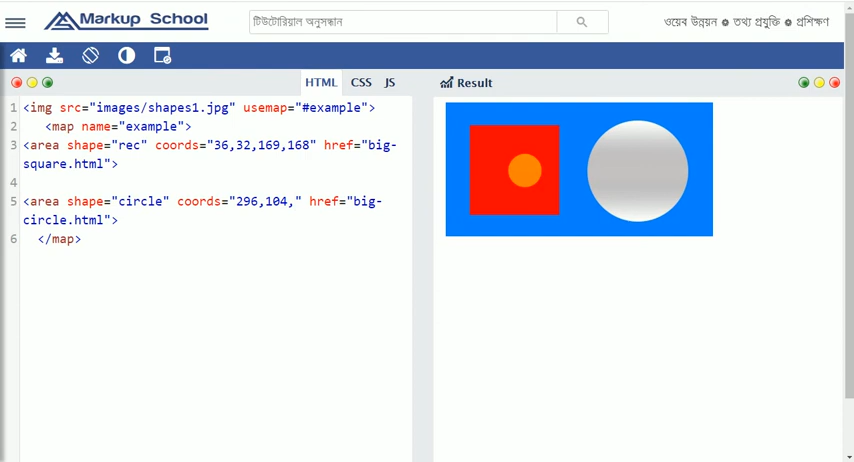 Markup School
টিউটোরিয়াল অনুসন্ধান
ওয়েব উন্নয়ন ۞ তথ্য প্রযুক্তি ۞ প্রশিক্ষণ
HTML CSS JS
Result
1 <img src="images/shapes1.jpg" usemap="#example">
2 <map name="example">
3 <area shape="rec" coords="36,32,169,168" href="big-
square.html">
4
5 <area shape="circle" coords="296,104," href="big-
circle.html">
6 </map>